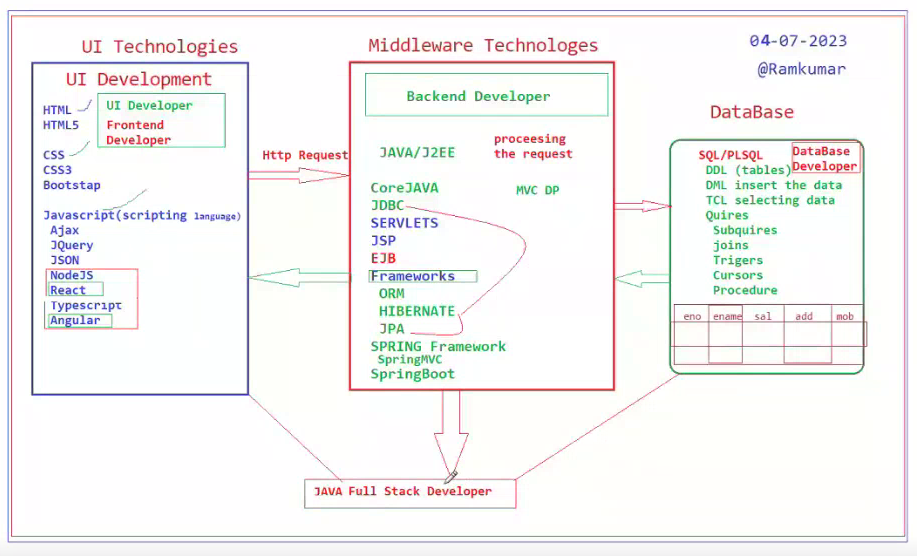 UI Technologies
UI Development
HTML
HTML5
UI Developer
Frontend
Developer
CSS
CSS3
Bootstap
Javascript(scripting language)
Ajax
JQuery
JSON
NodeJS
React
Typescript
Angular
Http Request
Middleware Technologes
Backend Developer
JAVA/J2EE
proceesing
the request
CoreJAVA
MVC DP
JDBC
SERVLETS
JSP
EJB
Frameworks
ORM
HIBERNATE
JPA
SPRING Framework
SpringMVC
SpringBoot
04-07-2023
@Ramkumar
DataBase
SQL/PLSQL
DataBase
Developer
DDL (tables)
DML insert the data
TCL selecting data
Quires
Subquires
joins
Trigers
Cursors
Procedure
eno ename sal add mob
JAVA Full Stack Developer